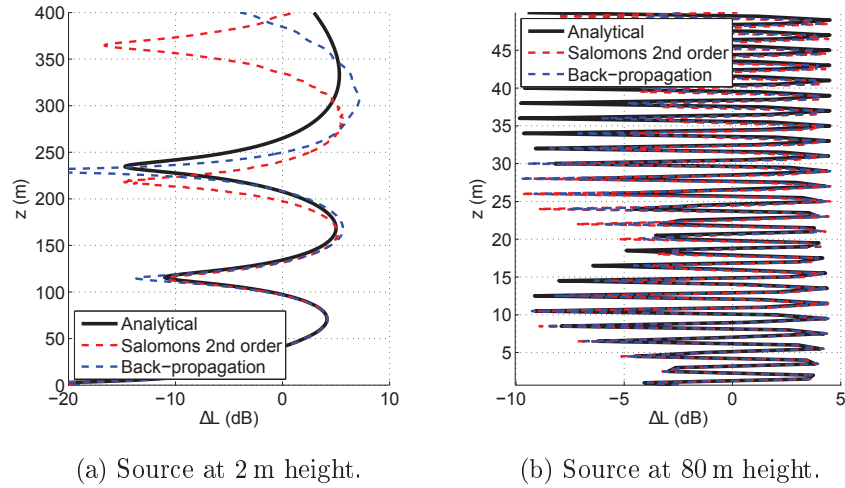 400
350
300
250
200
150
100
50
0
z (m)
Analytical
Salomons 2nd order
Back−propagation
−20
−10
0
10
20
ΔL (dB)
45
40
35
30
25
20
15
10
5
z (m)
Analytical
Salomons 2nd order
Back−propagation
−10
−5
0
5
ΔL (dB)
(a) Source at 2 m height.
(b) Source at 80 m height.